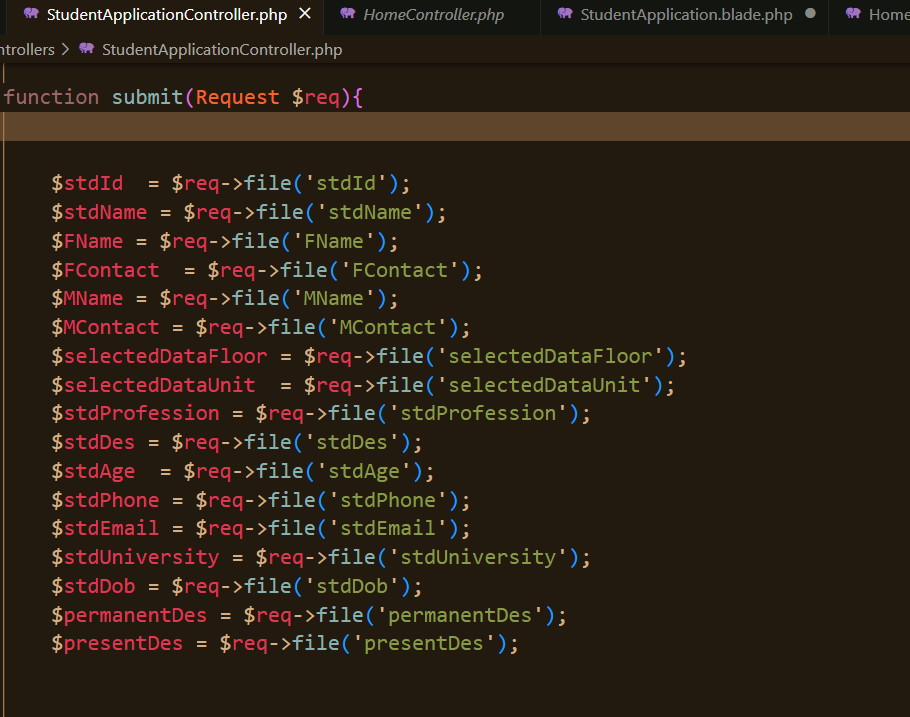 StudentApplicationController.php HomeController.php StudentApplication.blade.php Home
ntrollers > StudentApplicationController.php
function submit(Request $req){
$stdId  = $req->file('stdId');
$stdName = $req->file('stdName');
$FName = $req->file('FName');
$FContact  = $req->file('FContact');
$MName = $req->file('MName');
$MContact = $req->file('MContact');
$selectedDataFloor = $req->file('selectedDataFloor');
$selectedDataUnit  = $req->file('selectedDataUnit');
$stdProfession = $req->file('stdProfession');
$stdDes = $req->file('stdDes');
$stdAge  = $req->file('stdAge');
$stdPhone = $req->file('stdPhone');
$stdEmail = $req->file('stdEmail');
$stdUniversity = $req->file('stdUniversity');
$stdDob = $req->file('stdDob');
$permanentDes = $req->file('permanentDes');
$presentDes = $req->file('presentDes');